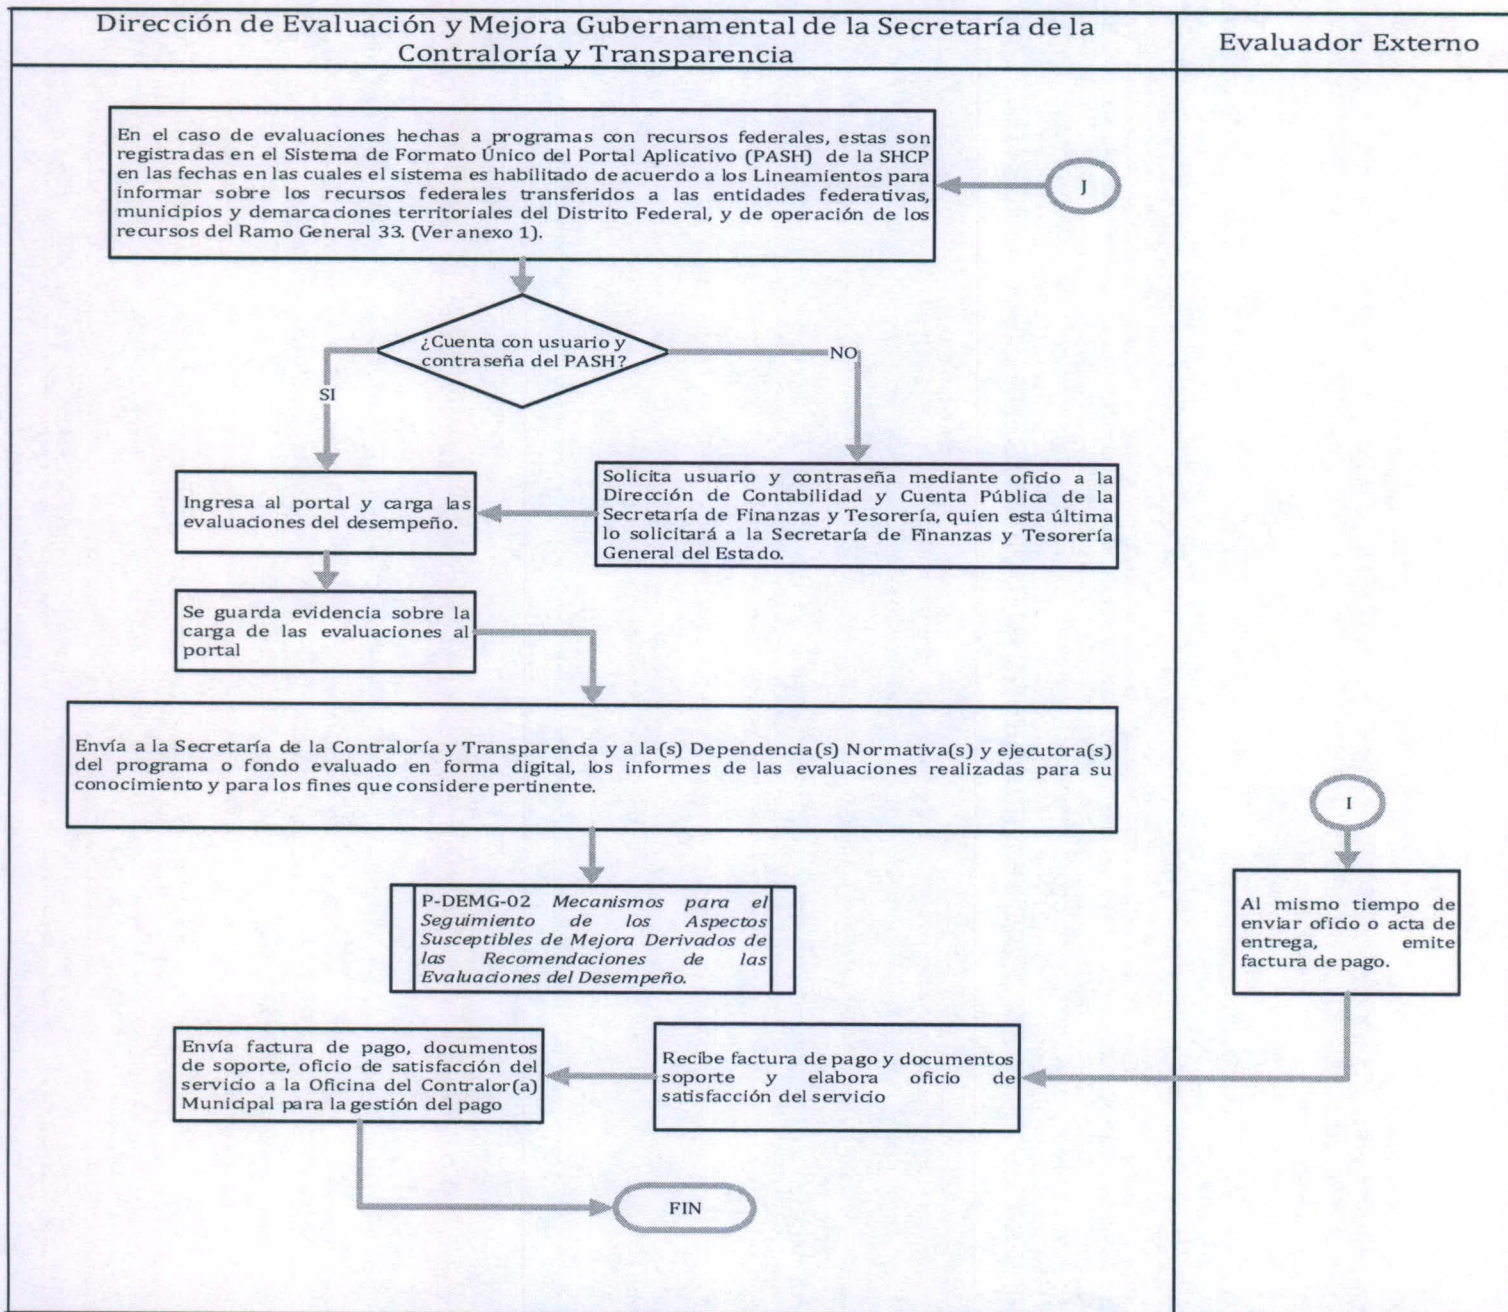 Dirección de Evaluación y Mejora Gubernamental de la Secretaría de la
Contraloría y Transparencia
Evaluador Externo
En el caso de evaluaciones hechas a programas con recursos federales, estas son
registradas en el Sistema de Formato Único del Portal Aplicativo (PASH) de la SHCP
en las fechas en las cuales el sistema es habilitado de acuerdo a los Lineamientos para
informar sobre los recursos federales transferidos a las entidades federativas,
municipios y demarcaciones territoriales del Distrito Federal, y de operación de los
recursos del Ramo General 33. (Ver anexo 1).
J
¿Cuenta con usuario y
contraseña del PASH?
NO
SI
Ingresa al portal y carga las
evaluaciones del desempeño.
Solicita usuario y contraseña mediante oficio a la
Dirección de Contabilidad y Cuenta Pública de la
Secretaría de Finanzas y Tesorería, quien esta última
lo solicitará a la Secretaría de Finanzas y Tesorería
General del Estado.
Se guarda evidencia sobre la
carga de las evaluaciones al
portal
Envía a la Secretaría de la Contraloría y Transparencia y a la(s) Dependencia(s) Normativa(s) y ejecutora(s)
del programa o fondo evaluado en forma digital, los informes de las evaluaciones realizadas para su
conocimiento y para los fines que considere pertinente.
I
P-DEMG-02 Mecanismos para el
Seguimiento de los Aspectos
Susceptibles de Mejora Derivados de
las Recomendaciones de las
Evaluaciones del Desempeño.
Al mismo tiempo de
enviar oficio o acta de
entrega, emite
factura de pago.
Envía factura de pago, documentos
de soporte, oficio de satisfacción del
servicio a la Oficina del Contralor(a)
Municipal para la gestión del pago
Recibe factura de pago y documentos
soporte y elabora oficio de
satisfacción del servicio
FIN